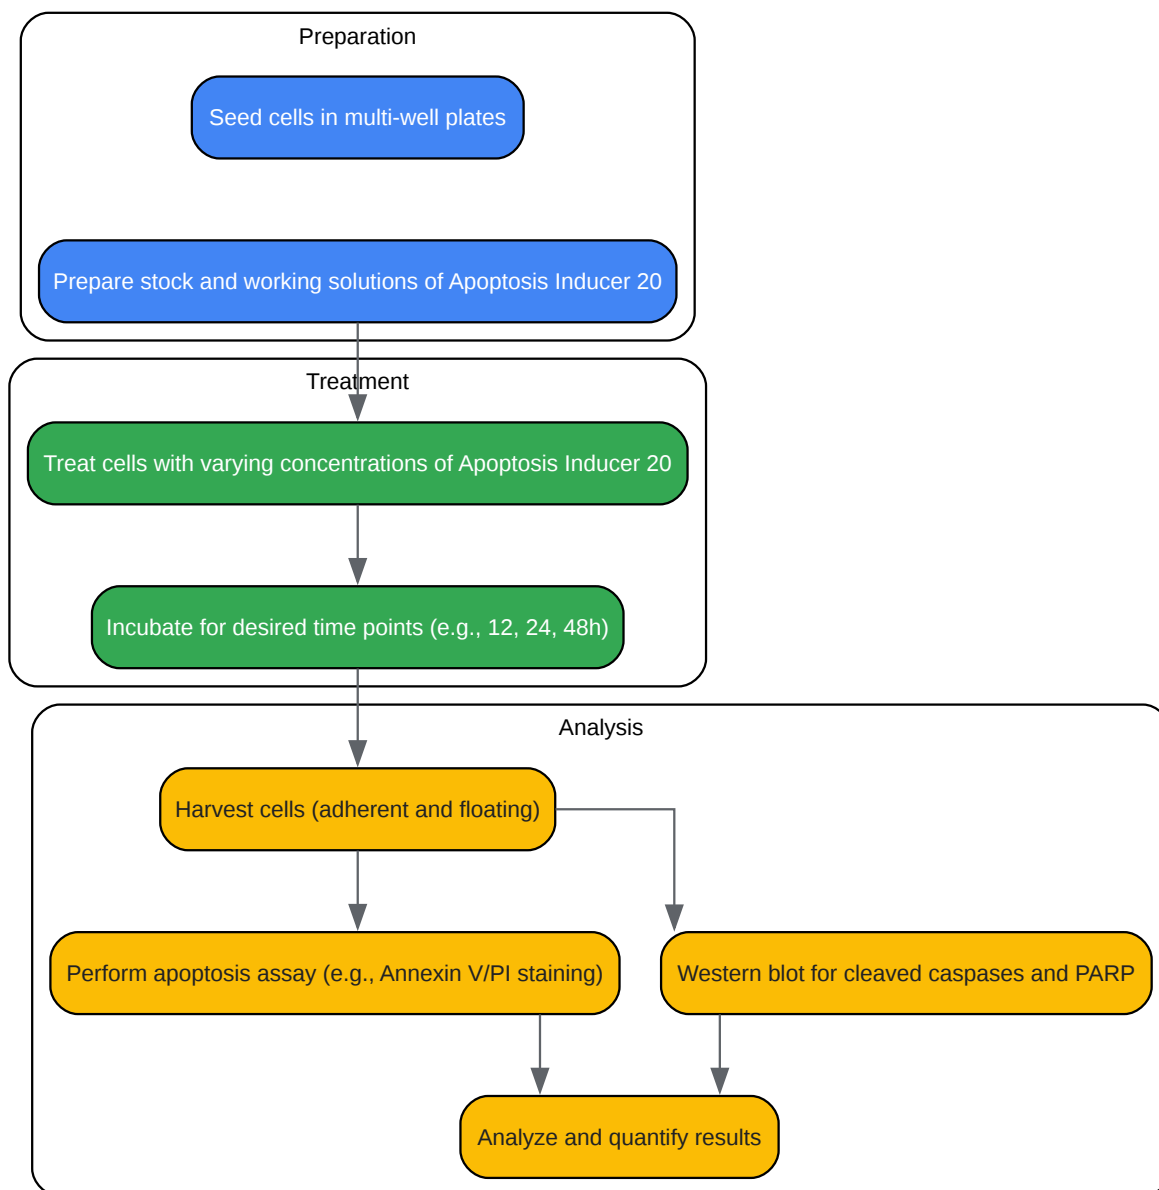 Preparation
Seed cells in multi-well plates
Prepare stock and working solutions of Apoptosis Inducer 20
Treatment
Treat cells with varying concentrations of Apoptosis Inducer 20
Incubate for desired time points (e.g., 12, 24, 48h)
Analysis
Harvest cells (adherent and floating)
Perform apoptosis assay (e.g., Annexin V/PI staining)
Western blot for cleaved caspases and PARP
Analyze and quantify results